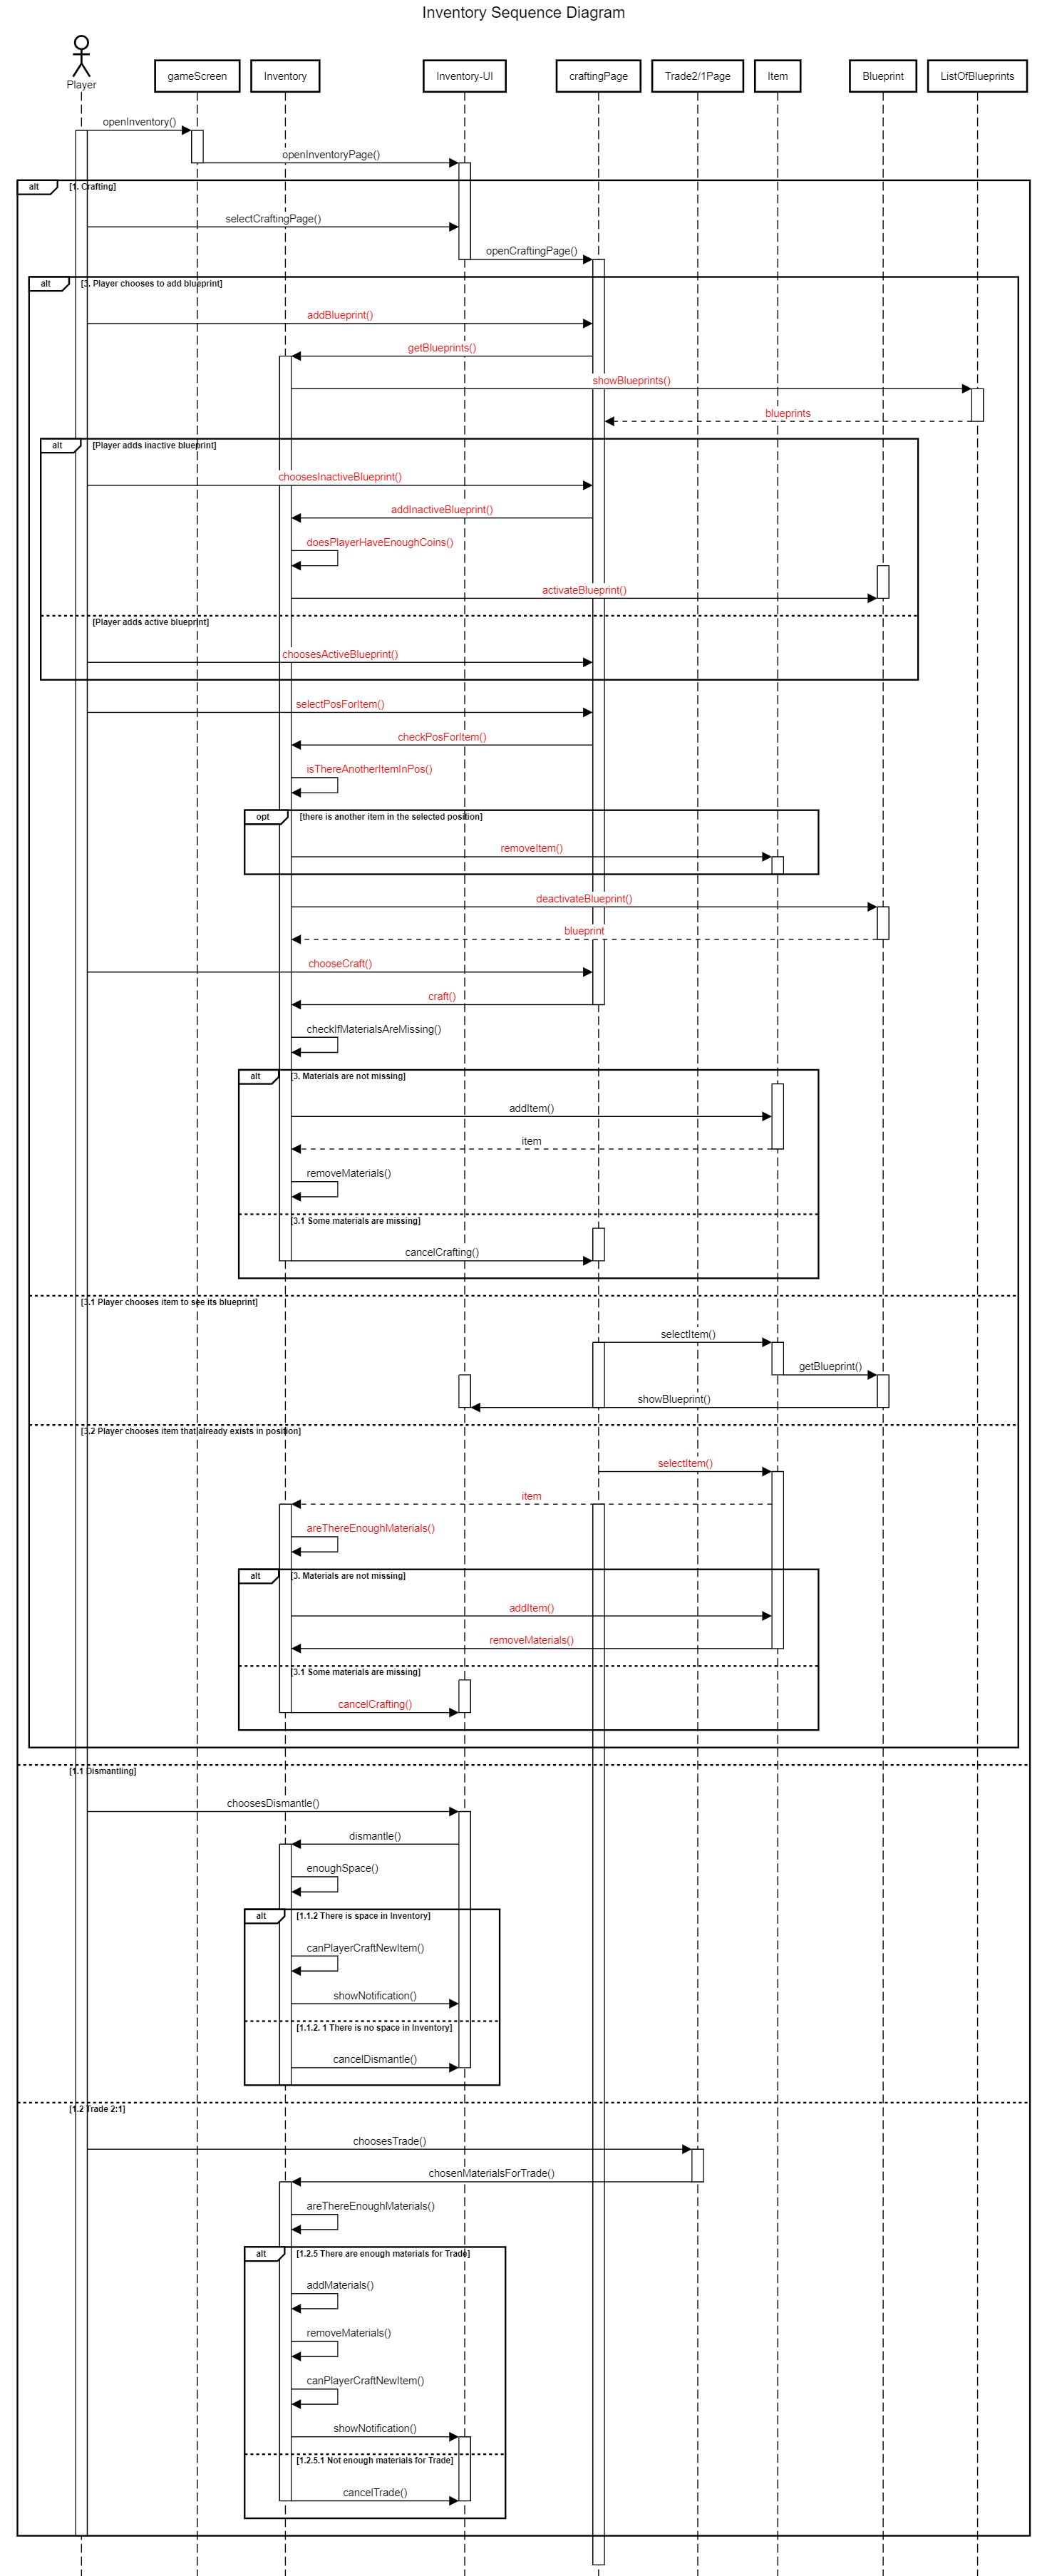 Inventory Sequence Diagram
Player
gameScreen
Inventory
Inventory-UI
craftingPage
Trade2/1Page
Item
Blueprint
ListOfBlueprints
openInventory()
openInventoryPage()
alt
[1. Crafting]
selectCraftingPage()
openCraftingPage()
alt
[3. Player chooses to add blueprint]
addBlueprint()
getBlueprints()
showBlueprints()
blueprints
alt
[Player adds inactive blueprint]
choosesInactiveBlueprint()
addInactiveBlueprint()
doesPlayerHaveEnoughCoins()
activateBlueprint()
[Player adds active blueprint]
choosesActiveBlueprint()
selectPosForItem()
checkPosForItem()
isThereAnotherItemInPos()
opt
[there is another item in the selected position]
removeItem()
deactivateBlueprint()
blueprint
chooseCraft()
craft()
checkIfMaterialsAreMissing()
alt
[3. Materials are not missing]
addItem()
item
removeMaterials()
[3.1 Some materials are missing]
cancelCrafting()
[3.1 Player chooses item to see its blueprint]
selectItem()
getBlueprint()
showBlueprint()
[3.2 Player chooses item that already exists in position]
selectItem()
item
areThereEnoughMaterials()
alt
[3. Materials are not missing]
addItem()
removeMaterials()
[3.1 Some materials are missing]
cancelCrafting()
[1.1 Dismantling]
choosesDismantle()
dismantle()
enoughSpace()
alt
[1.1.2 There is space in Inventory]
canPlayerCraftNewItem()
showNotification()
[1.1.2. 1 There is no space in Inventory]
cancelDismantle()
[1.2 Trade 2:1]
choosesTrade()
chosenMaterialsForTrade()
areThereEnoughMaterials()
alt
[1.2.5 There are enough materials for Trade]
addMaterials()
removeMaterials()
canPlayerCraftNewItem()
showNotification()
[1.2.5.1 Not enough materials for Trade]
cancelTrade()